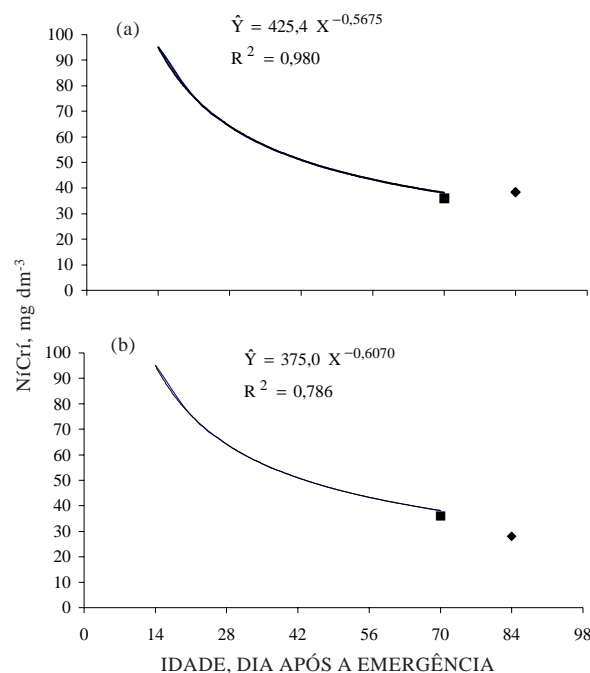 (a)
Ŷ = 425,4 X⁻⁰,⁵⁶⁷⁵
R² = 0,980
100
90
80
70
60
50
40
30
20
10
0
NíCrí, mg dm⁻³
(b)
Ŷ = 375,0 X⁻⁰,⁶⁰⁷⁰
R² = 0,786
100
90
80
70
60
50
40
30
20
10
0
0 14 28 42 56 70 84 98
IDADE, DIA APÓS A EMERGÊNCIA